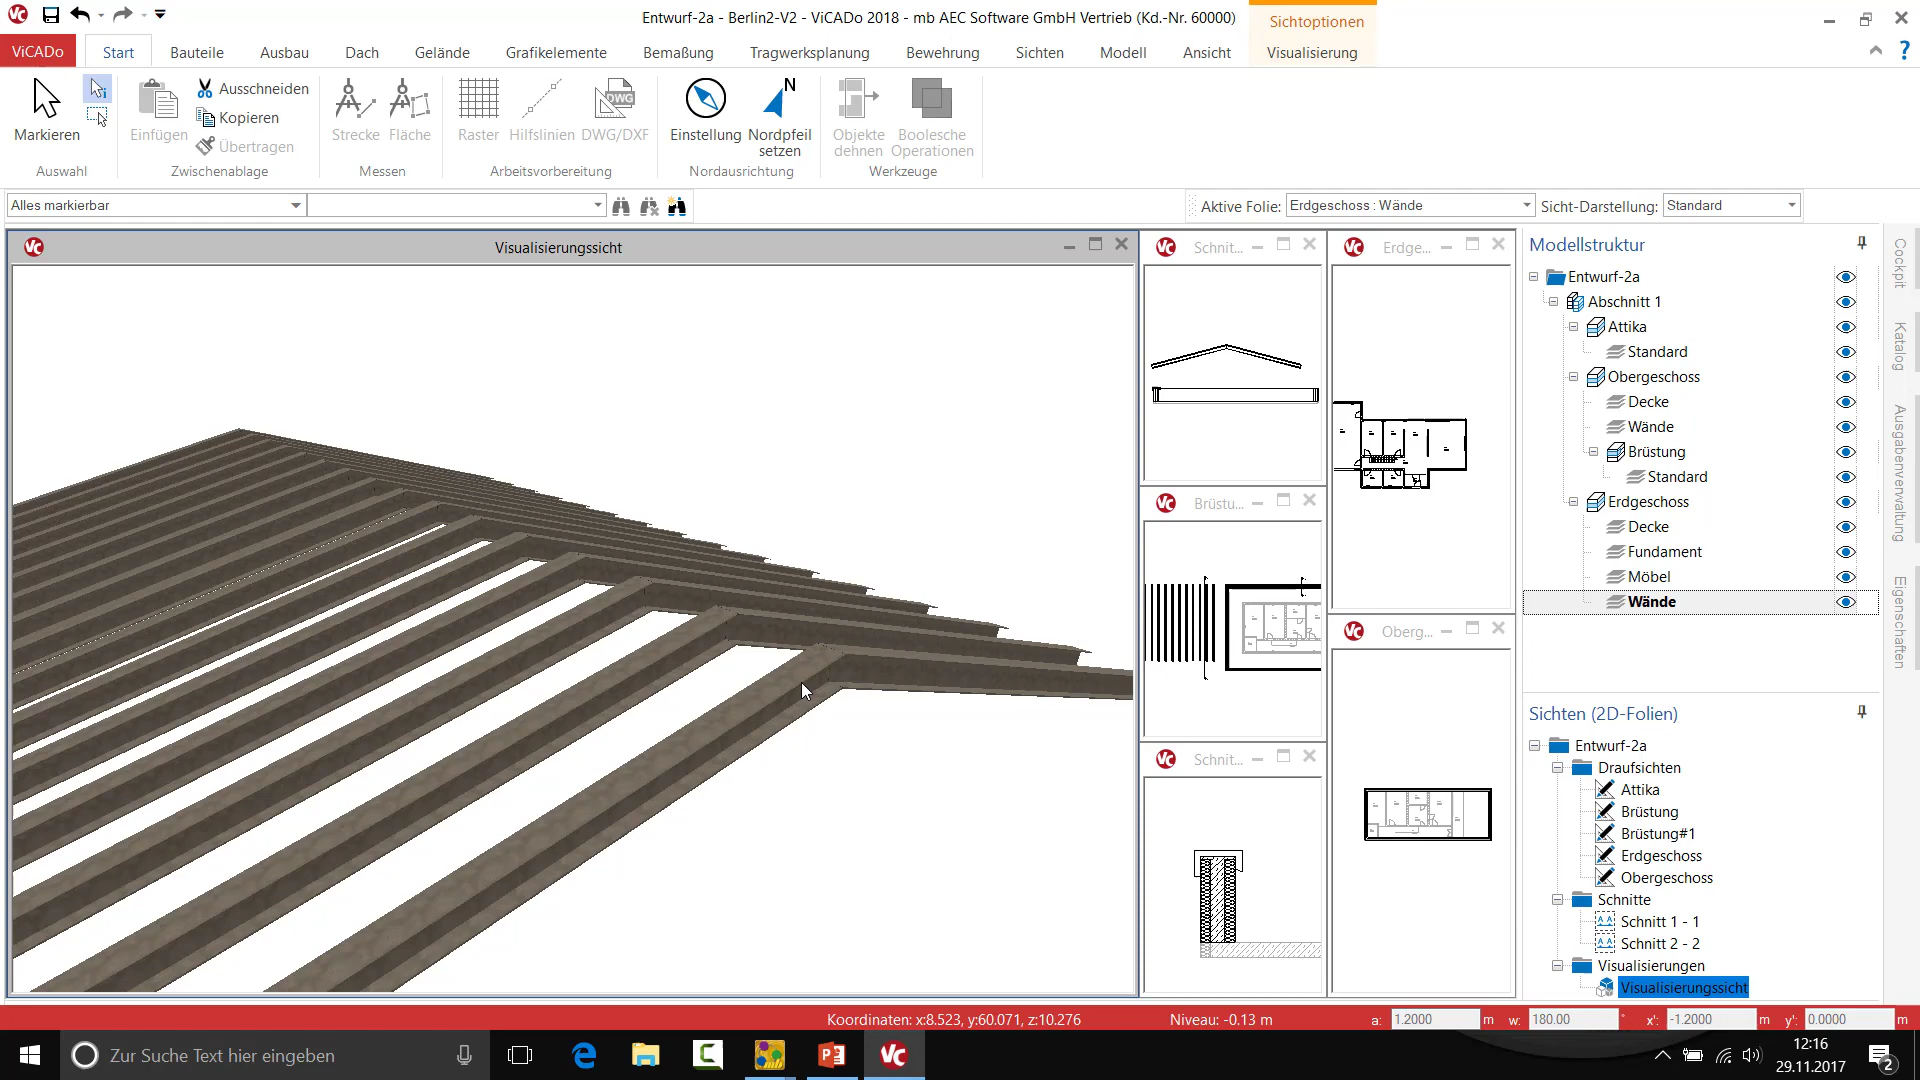 Entwurf-2a - Berlin2-V2 - ViCADo 2018 - mb AEC Software GmbH Vertrieb (Kd.-Nr. 60000)
Sichtoptionen
ViCADo
Start
Bauteile
Ausbau
Dach
Gelände
Grafikelemente
Bemaßung
Tragwerksplanung
Bewehrung
Sichten
Modell
Ansicht
Visualisierung
?
Markieren
Einfügen
Ausschneiden
Kopieren
Übertragen
Strecke
Fläche
Raster
Hilfslinien
DWG
DWG/DXF
Einstellung
N
Nordpfeil
setzen
Objekte
dehnen
Boolesche
Operationen
Auswahl
Zwischenablage
Messen
Arbeitsvorbereitung
Nordausrichtung
Werkzeuge
Alles markierbar
Aktive Folie:
Erdgeschoss : Wände
Sicht-Darstellung:
Standard
Visualisierungssicht
Schnit...
Erdge...
Brüstu...
Oberg...
Schnit...
Modellstruktur
Entwurf-2a
Abschnitt 1
Attika
Standard
Obergeschoss
Decke
Wände
Brüstung
Standard
Erdgeschoss
Decke
Fundament
Möbel
Wände
Cockpit
Katalog
Ausgabenverwaltung
Eigenschaften
Sichten (2D-Folien)
Entwurf-2a
Draufsichten
Attika
Brüstung
Brüstung#1
Erdgeschoss
Obergeschoss
Schnitte
Schnitt 1 - 1
Schnitt 2 - 2
Visualisierungen
Visualisierungssicht
Koordinaten: x:8.523, y:60.071, z:10.276
Niveau: -0.13 m
a: 1.2000 m w: 180.00 ° x': -1.2000 m y': 0.0000 m
Zur Suche Text hier eingeben
12:16
29.11.2017
2